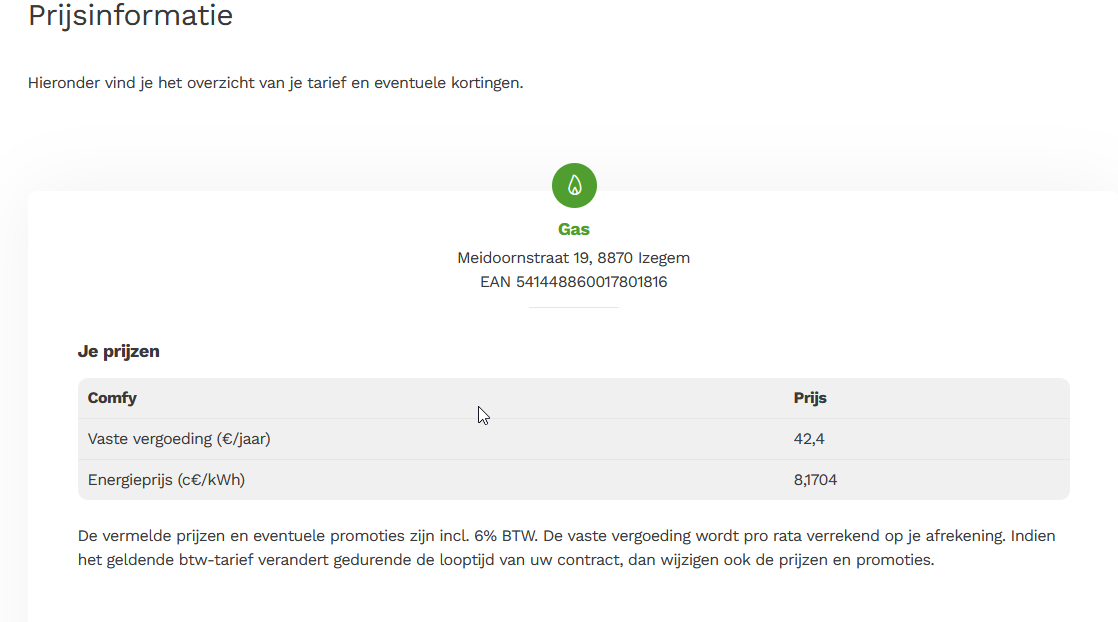 Prijsinformatie
Hieronder vind je het overzicht van je tarief en eventuele kortingen.
Gas
Meidoornstraat 19, 8870 Izegem
EAN 541448860017801816
Je prijzen
Comfy Prijs
Vaste vergoeding (€/jaar) 42,4
Energieprijs (c€/kWh) 8,1704
De vermelde prijzen en eventuele promoties zijn incl. 6% BTW. De vaste vergoeding wordt pro rata verrekend op je afrekening. Indien
het geldende btw-tarief verandert gedurende de looptijd van uw contract, dan wijzigen ook de prijzen en promoties.